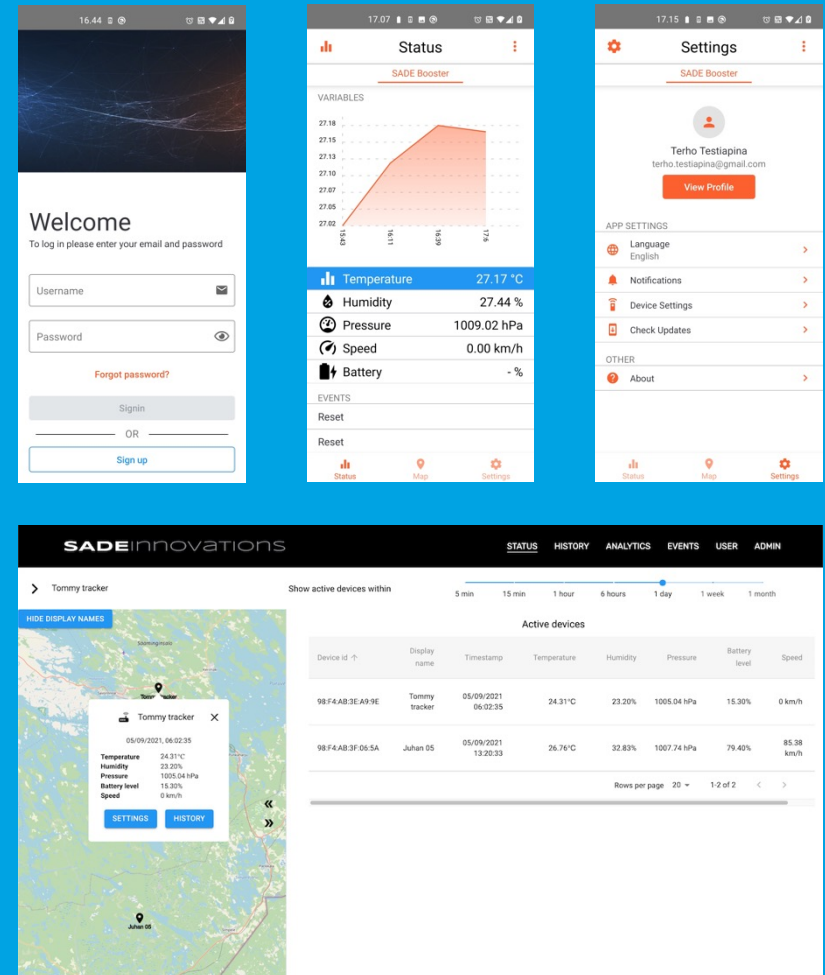 16.44
Welcome
To log in please enter your email and password
Username
Password
Forgot password?
Signin
OR
Sign up
17.07
Status
SADE Booster
VARIABLES
27.18
27.15
27.13
27.10
27.07
27.05
27.02
15:43
16:11
16:39
17:6
Temperature 27.17 °C
Humidity 27.44 %
Pressure 1009.02 hPa
Speed 0.00 km/h
Battery - %
EVENTS
Reset
Reset
Status Map Settings
17.15
Settings
SADE Booster
Terho Testiapina
terho.testiapina@gmail.com
View Profile
APP SETTINGS
Language
English
Notifications
Device Settings
Check Updates
OTHER
About
Status Map Settings
SADEInnovations STATUS HISTORY ANALYTICS EVENTS USER ADMIN
Tommy tracker Show active devices within
5 min 15 min 1 hour 6 hours 1 day 1 week 1 month
HIDE DISPLAY NAMES
Tommy tracker
Tommy tracker
05/09/2021, 06:02:35
Temperature 24.31°C
Humidity 23.20%
Pressure 1005.04 hPa
Battery level 15.30%
Speed 0 km/h
SETTINGS HISTORY
Juhan 05
Active devices
Device id Display name Timestamp Temperature Humidity Pressure Battery level Speed
98:F4:AB:3E:A9:9E Tommy tracker 05/09/2021 06:02:35 24.31°C 23.20% 1005.04 hPa 15.30% 0 km/h
98:F4:AB:3F:06:5A Juhan 05 05/09/2021 13:20:33 26.76°C 32.83% 1007.74 hPa 79.40% 85.38 km/h
Rows per page 20 1-2 of 2